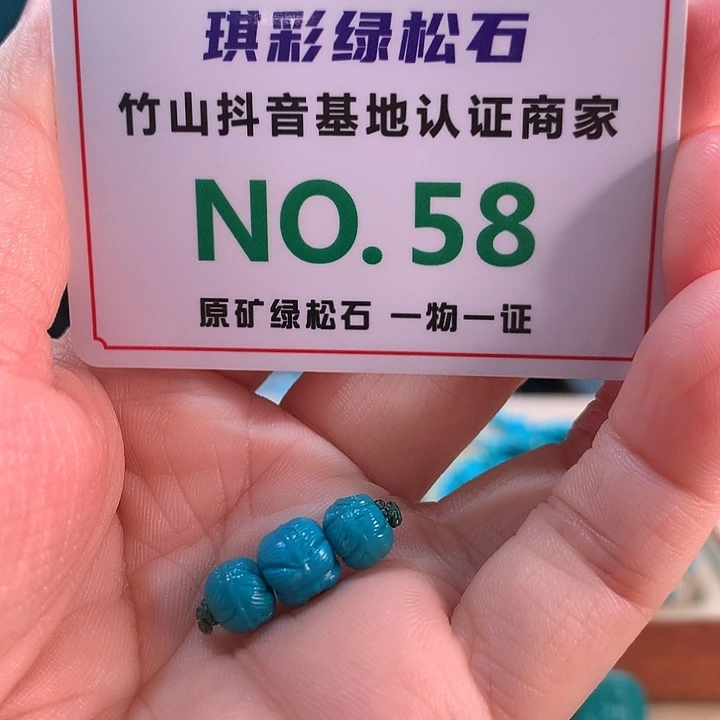 琪彩绿松石
竹山抖音基地认证商家
NO. 58
原矿绿松石 一物一证